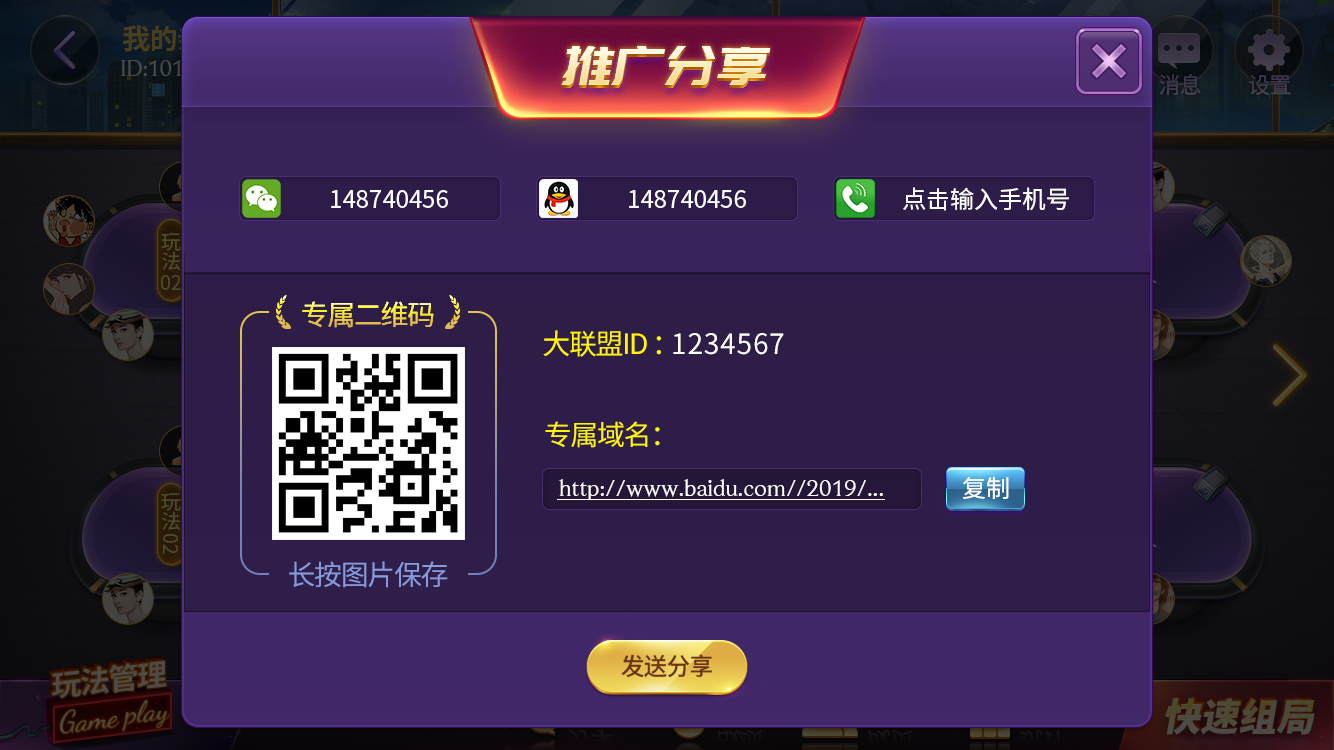 推广分享
我的
ID:101
消息
设置
148740456
148740456
点击输入手机号
专属二维码
长按图片保存
大联盟ID：1234567
专属域名：
http://www.baidu.com//2019/...
复制
发送分享
玩法02
玩法02
玩法管理
Game play
快速组局